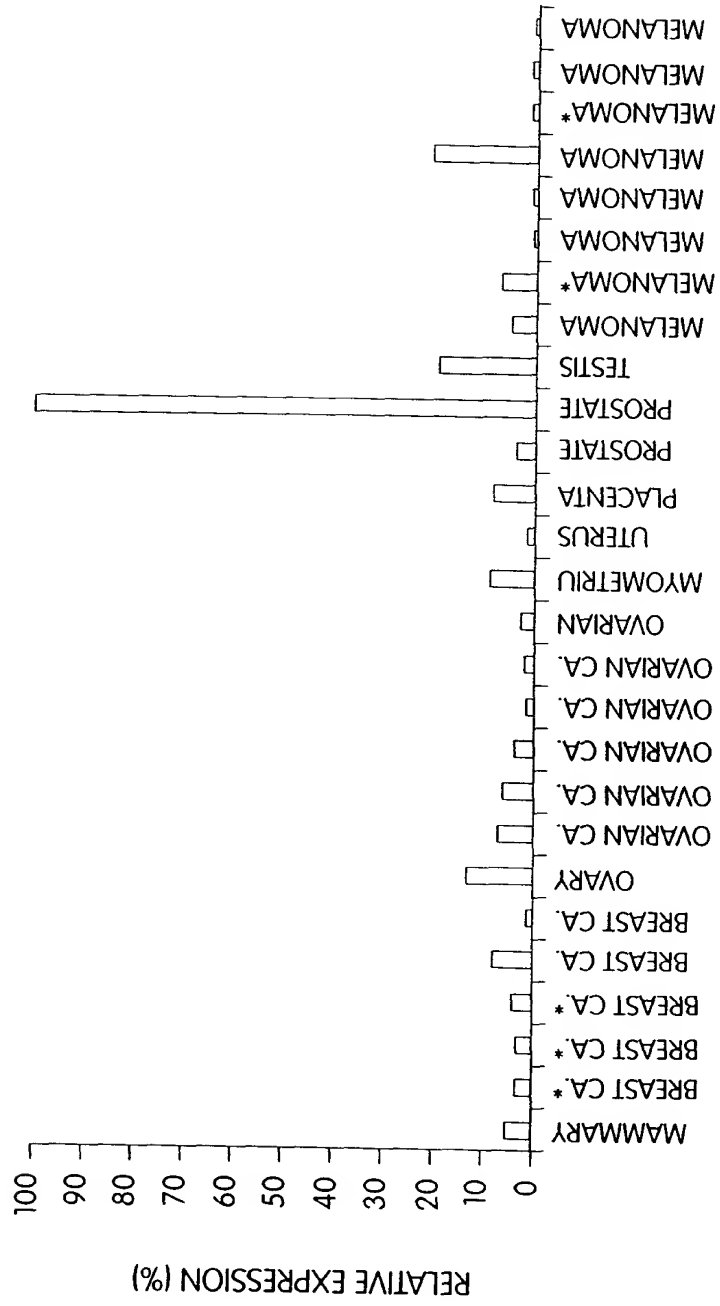 RELATIVE EXPRESSION (%)
100
90
80
70
60
50
40
30
20
10
0
MAMMARY
BREAST CA.*
BREAST CA.*
BREAST CA.*
BREAST CA.
BREAST CA.
OVARY
OVARIAN CA.
OVARIAN CA.
OVARIAN CA.
OVARIAN CA.
OVARIAN CA.
OVARIAN
MYOMETRIU
UTERUS
PLACENTA
PROSTATE
PROSTATE
TESTIS
MELANOMA
MELANOMA*
MELANOMA
MELANOMA
MELANOMA
MELANOMA*
MELANOMA
MELANOMA